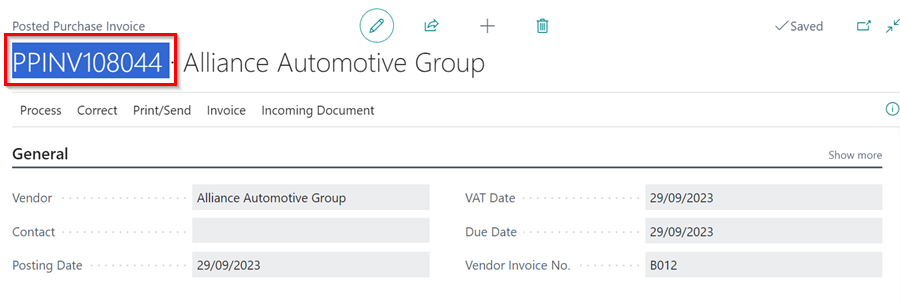 Posted Purchase Invoice
Saved
PPINV108044 · Alliance Automotive Group
Process Correct Print/Send Invoice Incoming Document
General Show more
Vendor Alliance Automotive Group VAT Date 29/09/2023
Contact Due Date 29/09/2023
Posting Date 29/09/2023 Vendor Invoice No. B012